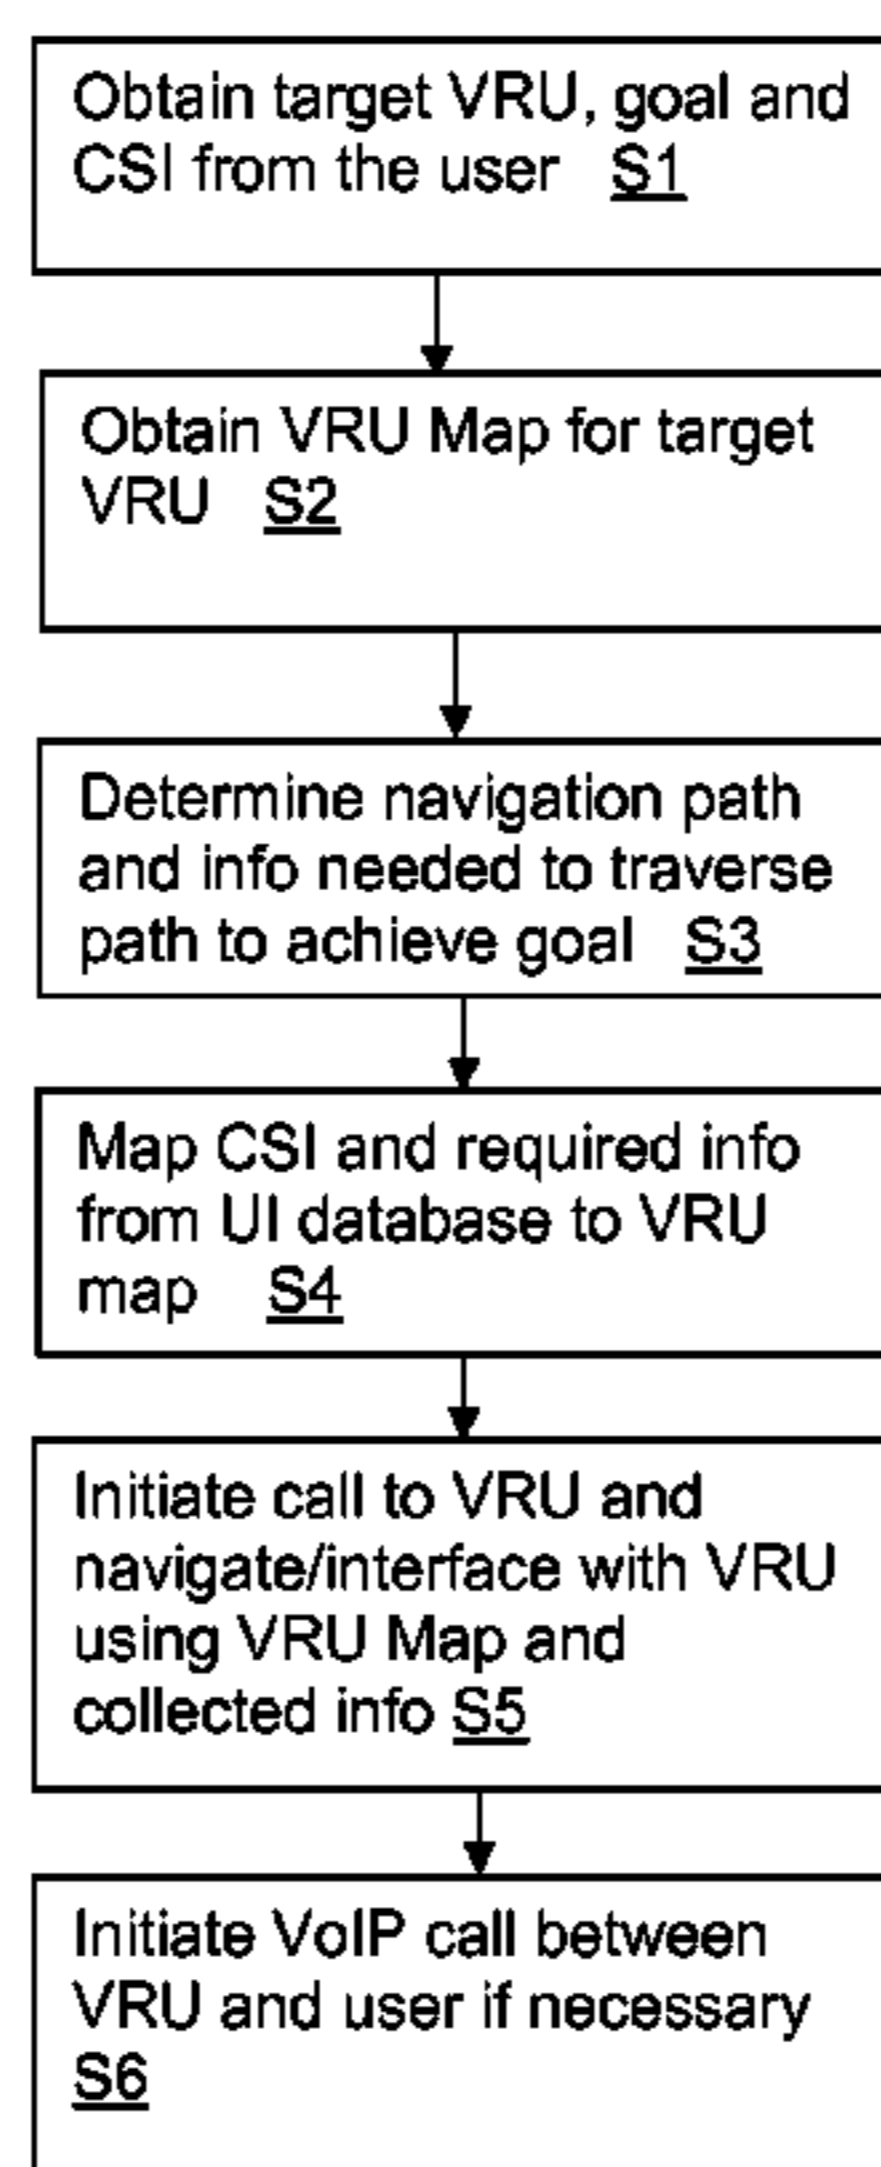 Obtain target VRU, goal and
CSI from the user S1
Obtain VRU Map for target
VRU S2
Determine navigation path
and info needed to traverse
path to achieve goal S3
Map CSI and required info
from UI database to VRU
map S4
Initiate call to VRU and
navigate/interface with VRU
using VRU Map and
collected info S5
Initiate VoIP call between
VRU and user if necessary
S6